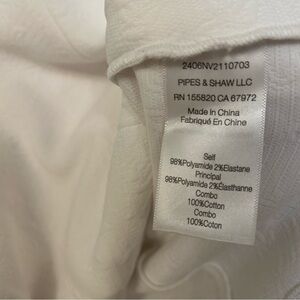 2406NV2110703
PIPES & SHAW LLC
RN 155820 CA 67972
Made in China
Fabriqué En Chine
Self
98%Polyamide 2%Elastane
Principal
98%Polyamide 2%Élasthanne
Combo
100%Cotton
Combo
100%Coton